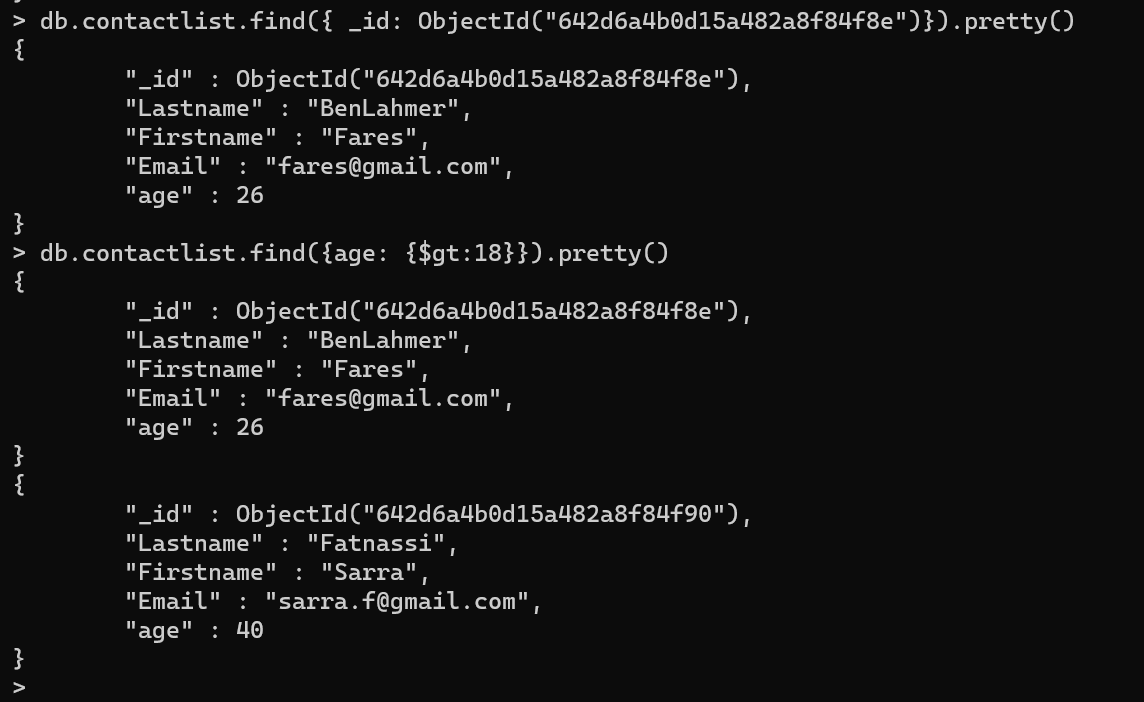 > db.contactlist.find({ _id: ObjectId("642d6a4b0d15a482a8f84f8e")}).pretty()
{
        "_id" : ObjectId("642d6a4b0d15a482a8f84f8e"),
        "Lastname" : "BenLahmer",
        "Firstname" : "Fares",
        "Email" : "fares@gmail.com",
        "age" : 26
}
> db.contactlist.find({age: {$gt:18}}).pretty()
{
        "_id" : ObjectId("642d6a4b0d15a482a8f84f8e"),
        "Lastname" : "BenLahmer",
        "Firstname" : "Fares",
        "Email" : "fares@gmail.com",
        "age" : 26
}
{
        "_id" : ObjectId("642d6a4b0d15a482a8f84f90"),
        "Lastname" : "Fatnassi",
        "Firstname" : "Sarra",
        "Email" : "sarra.f@gmail.com",
        "age" : 40
}
>